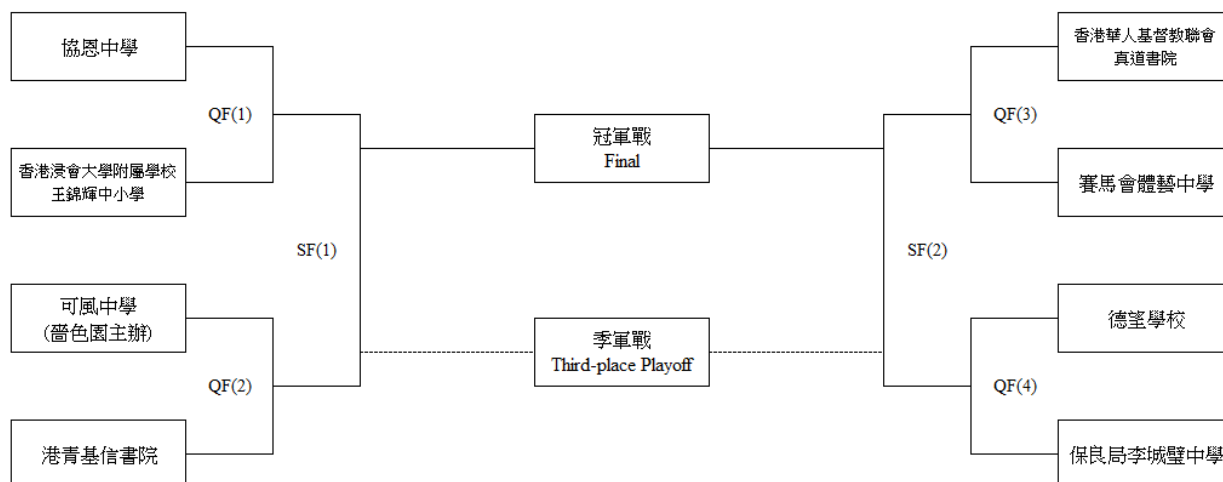 協恩中學
QF(1)
香港浸會大學附屬學校
王錦輝中小學
SF(1)
可風中學
(嗇色園主辦)
QF(2)
港青基信書院
冠軍戰
Final
季軍戰
Third-place Playoff
香港華人基督教聯會
真道書院
QF(3)
賽馬會體藝中學
SF(2)
德望學校
QF(4)
保良局李城璧中學